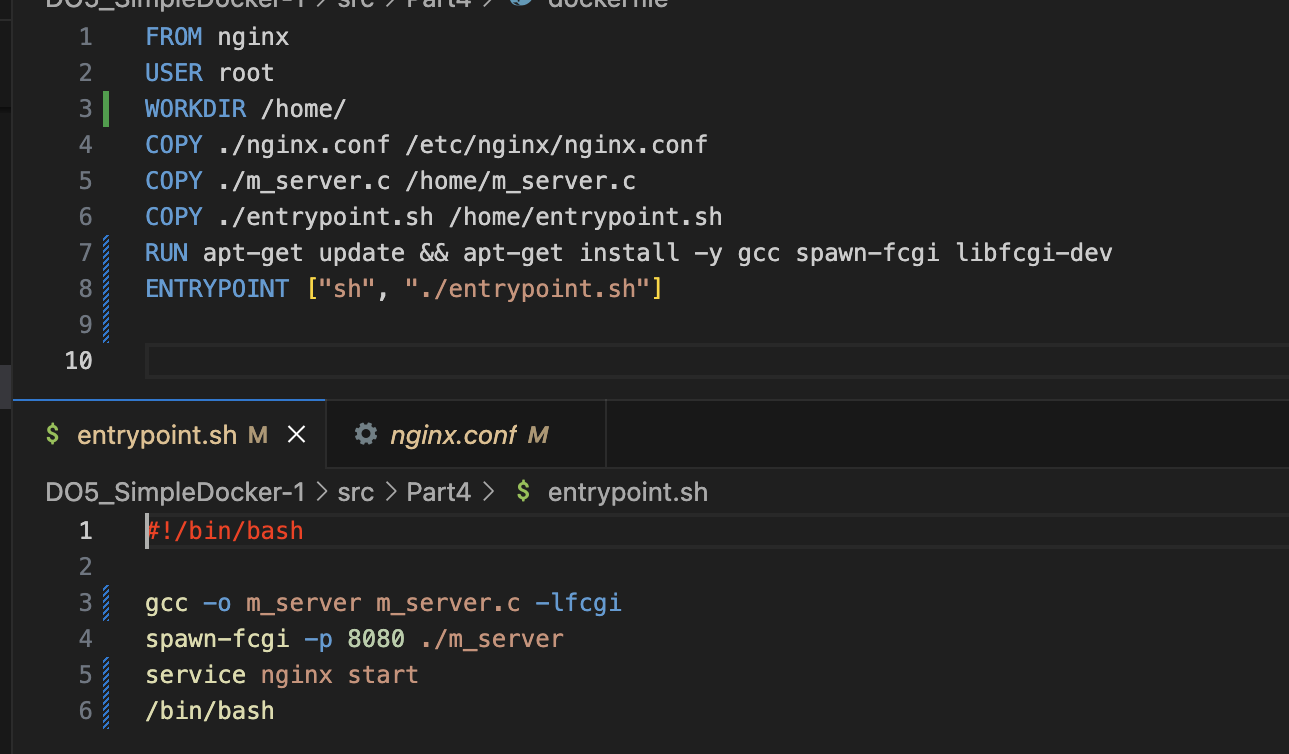 DO5_SimpleDocker-1 > src > Part4 > dockerfile
1 FROM nginx
2 USER root
3 WORKDIR /home/
4 COPY ./nginx.conf /etc/nginx/nginx.conf
5 COPY ./m_server.c /home/m_server.c
6 COPY ./entrypoint.sh /home/entrypoint.sh
7 RUN apt-get update && apt-get install -y gcc spawn-fcgi libfcgi-dev
8 ENTRYPOINT ["sh", "./entrypoint.sh"]
9
10
$ entrypoint.sh M × nginx.conf M
DO5_SimpleDocker-1 > src > Part4 > $ entrypoint.sh
1 #!/bin/bash
2
3 gcc -o m_server m_server.c -lfcgi
4 spawn-fcgi -p 8080 ./m_server
5 service nginx start
6 /bin/bash